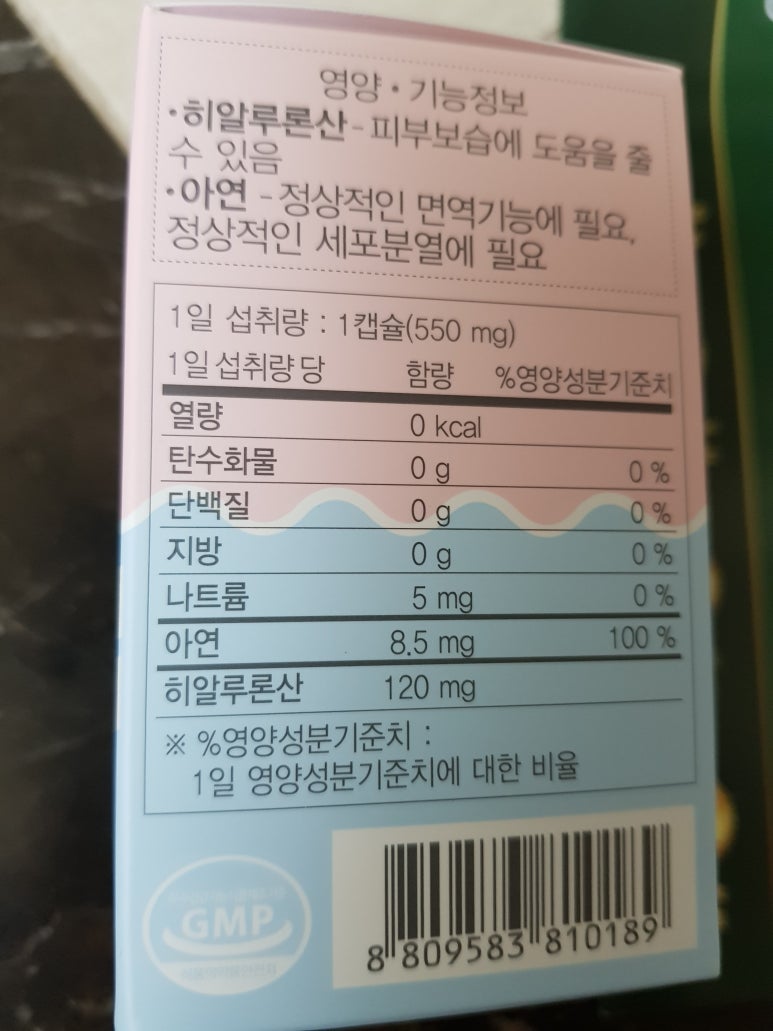 영양•기능정보
•히알루론산-피부보습에 도움을 줄
수 있음
•아연 -정상적인 면역기능에 필요,
정상적인 세포분열에 필요
1일 섭취량 : 1캡슐(550 mg)
1일 섭취량 당 함량 %영양성분기준치
열량 0 kcal
탄수화물 0 g 0 %
단백질 0 g 0 %
지방 0 g 0 %
나트륨 5 mg 0 %
아연 8.5 mg 100 %
히알루론산 120 mg
※ %영양성분기준치 :
1일 영양성분기준치에 대한 비율
GMP
8 809583 810189